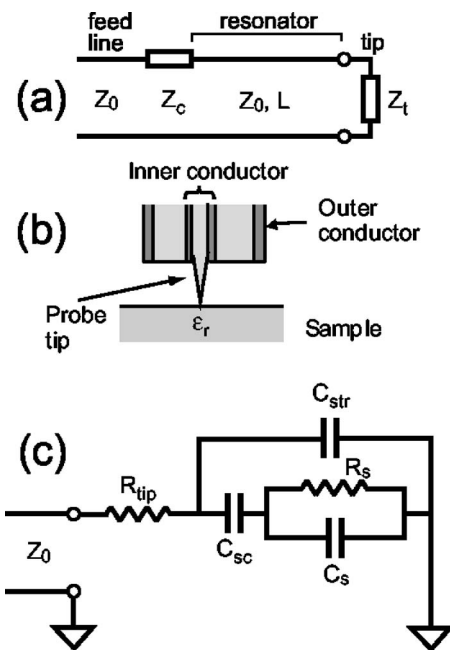 feed line
resonator
tip
(a)
Z0
Zc
Z0, L
Zt
Inner conductor
(b)
Outer conductor
Probe tip
εr
Sample
(c)
Cstr
Rtip
Rs
Csc
Cs
Z0